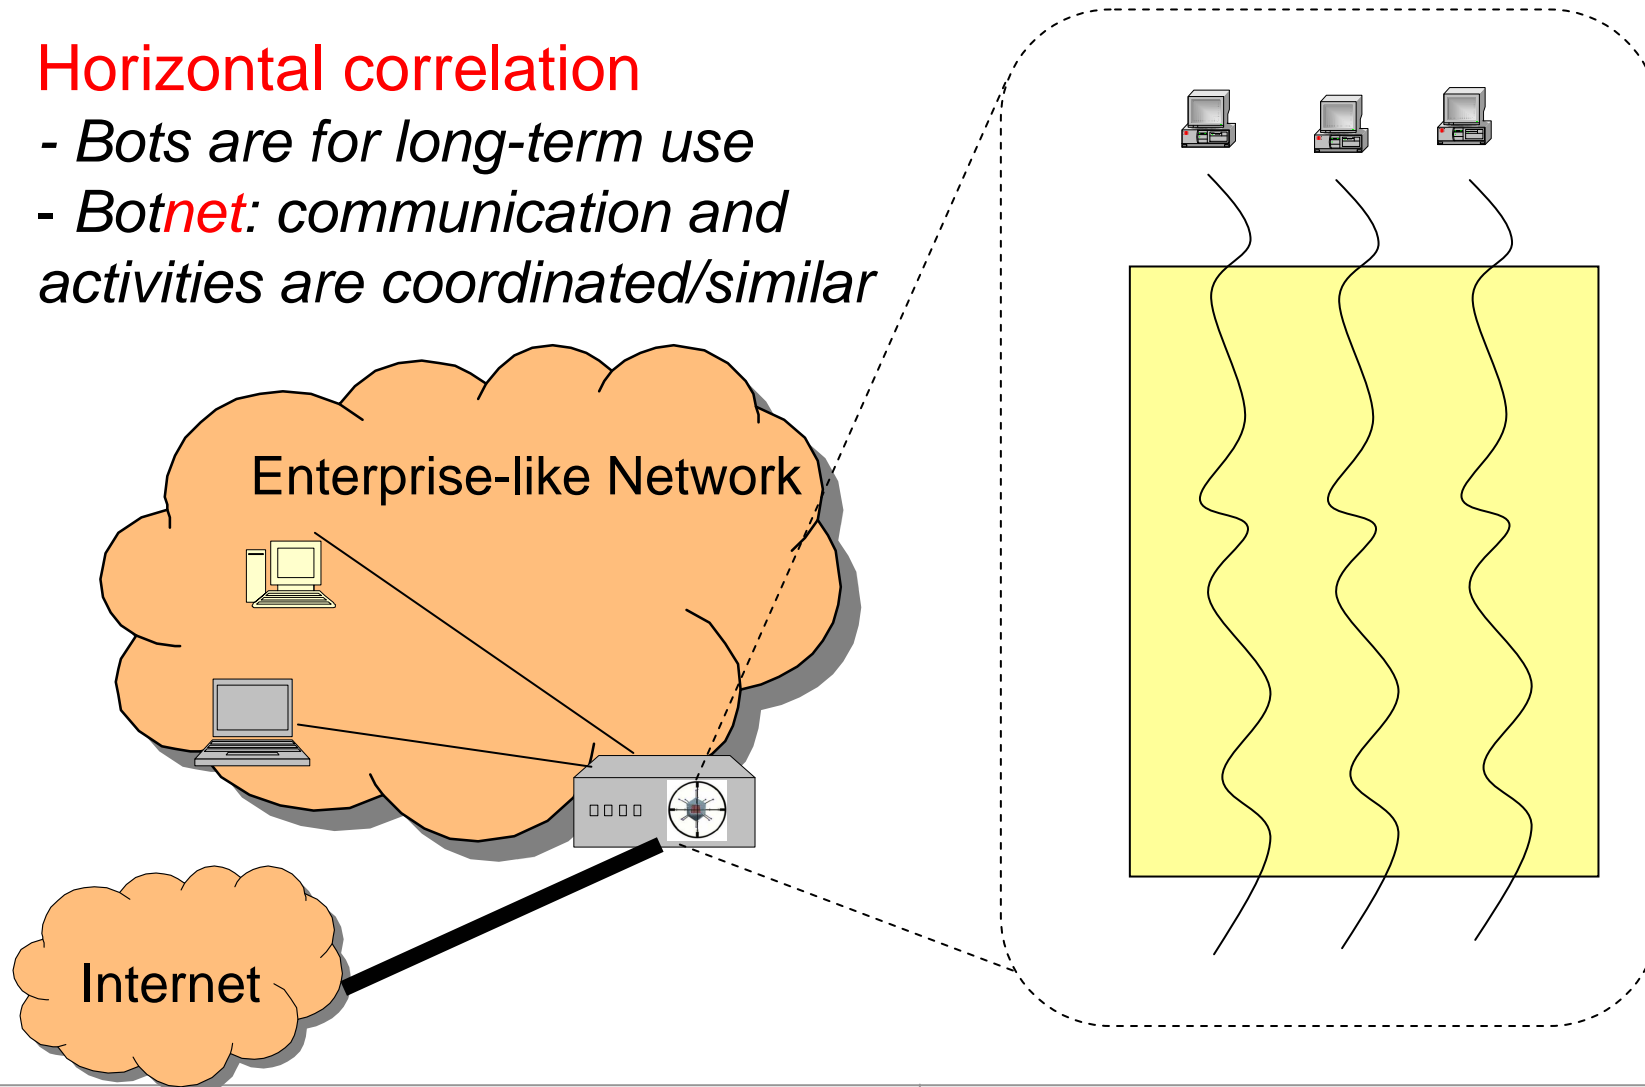 Horizontal correlation
- Bots are for long-term use
- Botnet: communication and
activities are coordinated/similar
Enterprise-like Network
Internet